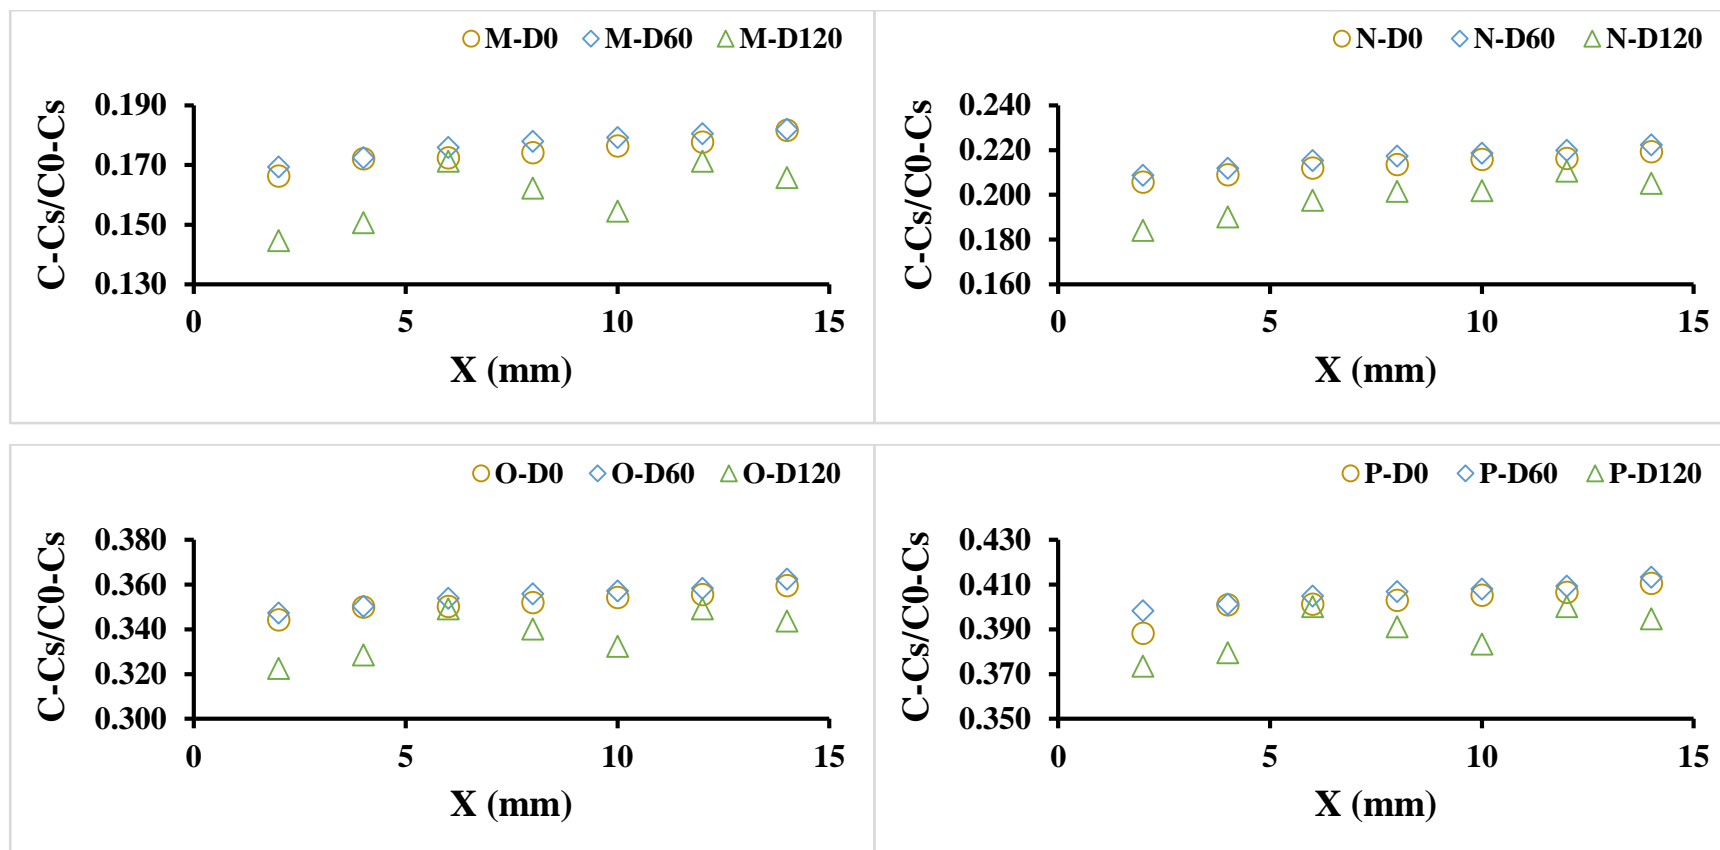 M-D0 M-D60 M-D120
0.190
0.170
0.150
0.130
C-Cs/C0-Cs
0 5 10 15
X (mm)
N-D0 N-D60 N-D120
0.240
0.220
0.200
0.180
0.160
C-Cs/C0-Cs
0 5 10 15
X (mm)
O-D0 O-D60 O-D120
0.380
0.360
0.340
0.320
0.300
C-Cs/C0-Cs
0 5 10 15
X (mm)
P-D0 P-D60 P-D120
0.430
0.410
0.390
0.370
0.350
C-Cs/C0-Cs
0 5 10 15
X (mm)